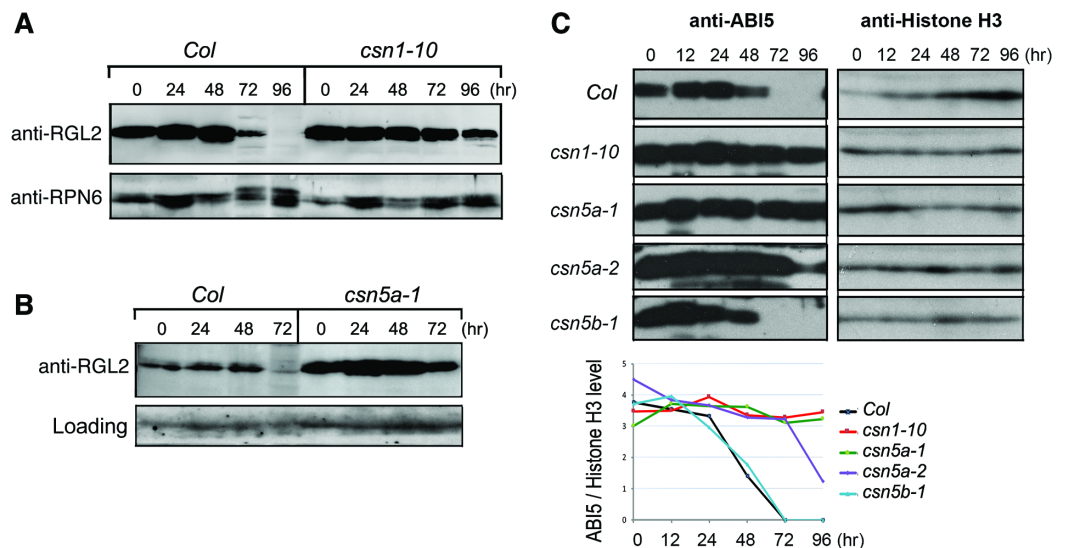 A
Col
csn1-10
0 24 48 72 96 0 24 48 72 96 (hr)
anti-RGL2
anti-RPN6
B
Col
csn5a-1
0 24 48 72 0 24 48 72 (hr)
anti-RGL2
Loading
C
anti-ABI5
anti-Histone H3
0 12 24 48 72 96 0 12 24 48 72 96 (hr)
Col
csn1-10
csn5a-1
csn5a-2
csn5b-1
ABI5 / Histone H3 level
5
4
3
2
1
0
0 12 24 48 72 96 (hr)
Col
csn1-10
csn5a-1
csn5a-2
csn5b-1